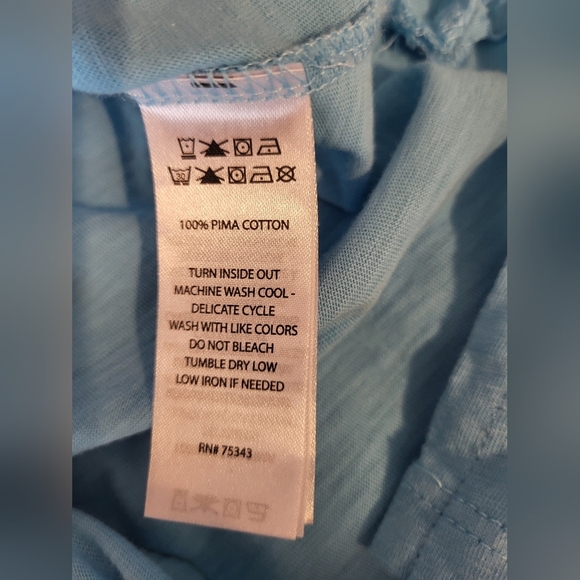 30
100% PIMA COTTON
TURN INSIDE OUT
MACHINE WASH COOL -
DELICATE CYCLE
WASH WITH LIKE COLORS
DO NOT BLEACH
TUMBLE DRY LOW
LOW IRON IF NEEDED
RN# 75343